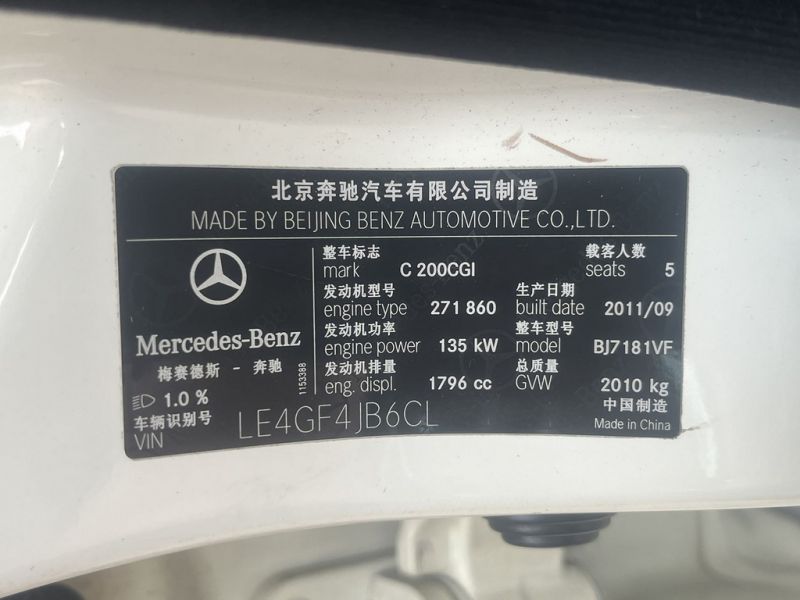 北京奔驰汽车有限公司制造
MADE BY BEIJING BENZ AUTOMOTIVE CO.,LTD.
Mercedes-Benz
梅赛德斯 - 奔驰
1153388
1.0 %
整车标志
mark C 200CGI
载客人数
seats 5
发动机型号
engine type 271 860
生产日期
built date 2011/09
发动机功率
engine power 135 kW
整车型号
model BJ7181VF
发动机排量
eng. displ. 1796 cc
总质量
GVW 2010 kg
车辆识别号
VIN LE4GF4JB6CL
中国制造
Made in China